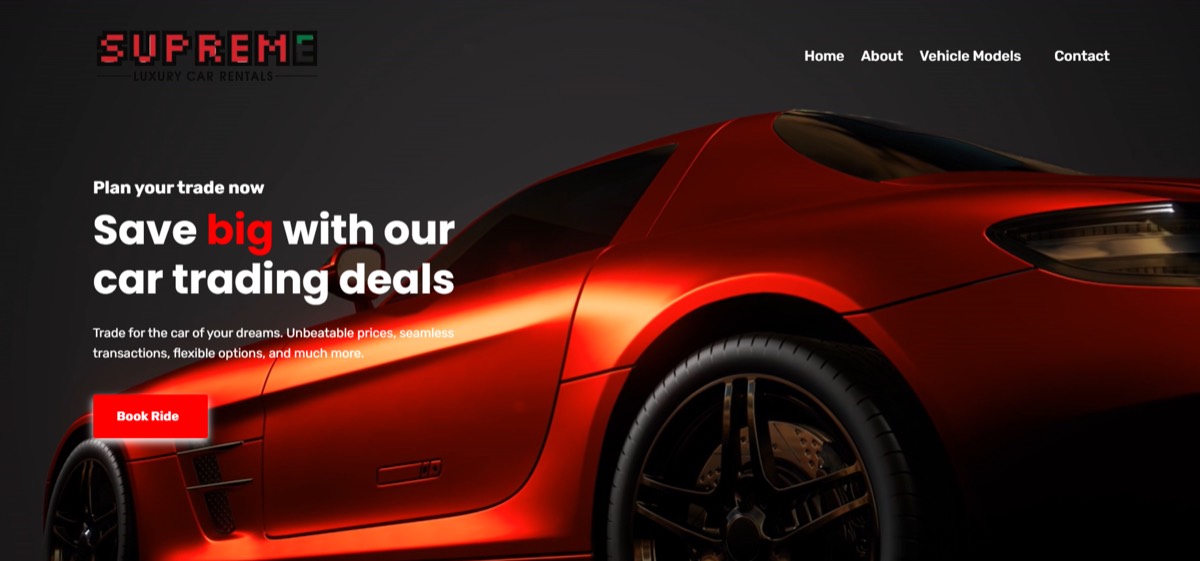 SUPREME
LUXURY CAR RENTALS
Home About Vehicle Models Contact
Plan your trade now
Save big with our
car trading deals
Trade for the car of your dreams. Unbeatable prices, seamless
transactions, flexible options, and much more.
Book Ride